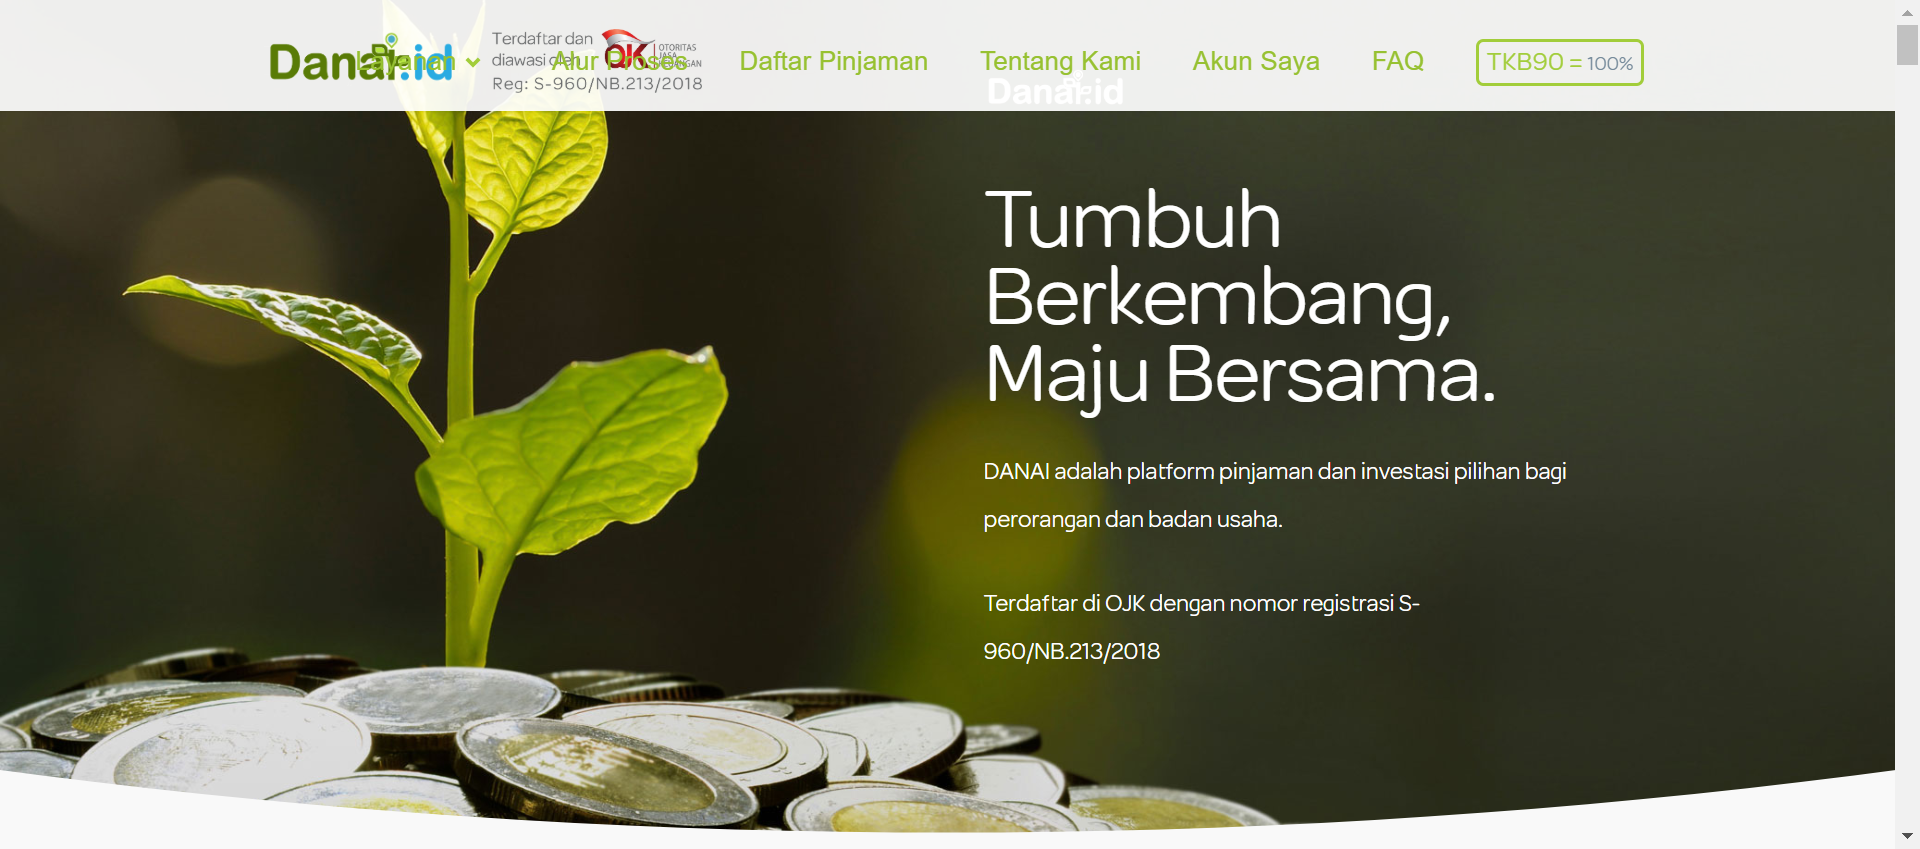 Danai.id
Terdaftar dan
diawasi oleh
Reg: S-960/NB.213/2018
OJK OTORITAS
JASA
KEUANGAN
Layanan
Alur Proses
Daftar Pinjaman
Tentang Kami
Akun Saya
FAQ
TKB90 = 100%
Danai.id
Tumbuh
Berkembang,
Maju Bersama.
DANAI adalah platform pinjaman dan investasi pilihan bagi
perorangan dan badan usaha.
Terdaftar di OJK dengan nomor registrasi S-
960/NB.213/2018